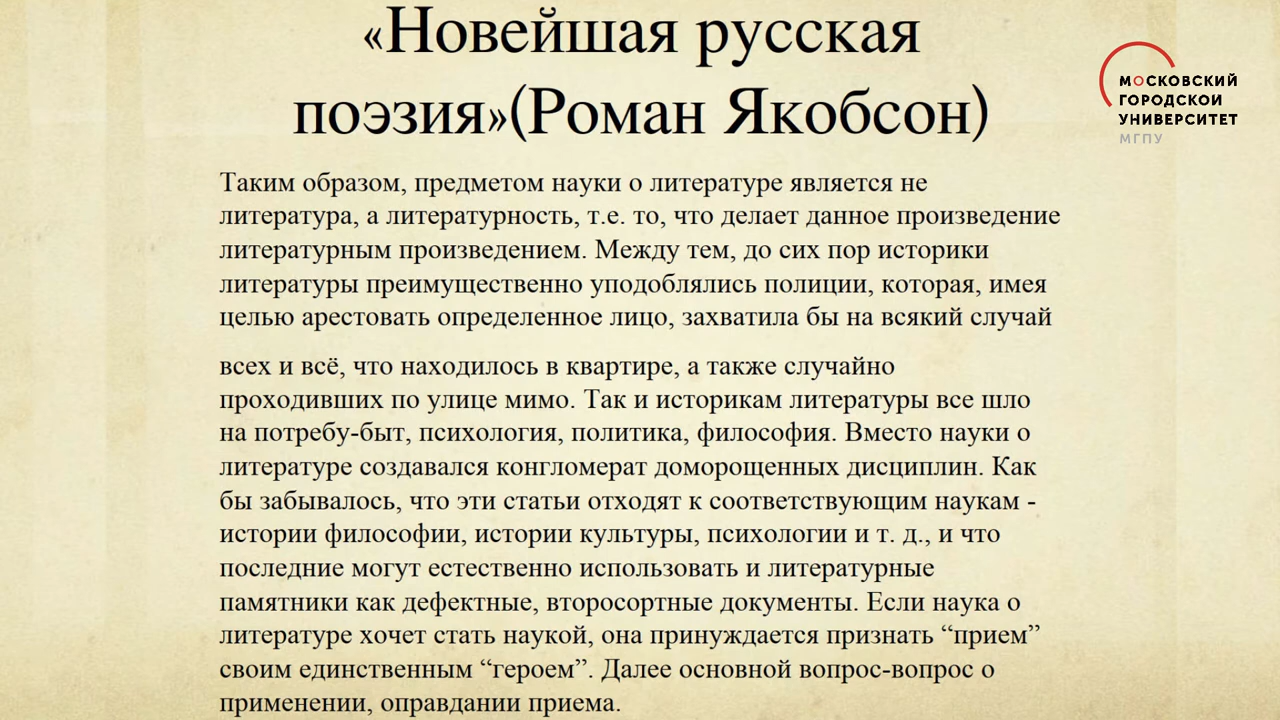 «Новейшая русская
поэзия»(Роман Якобсон)
МОСКОВСКИЙ
ГОРОДСКОЙ
УНИВЕРСИТЕТ
МГПУ
Таким образом, предметом науки о литературе является не
литература, а литературность, т.е. то, что делает данное произведение
литературным произведением. Между тем, до сих пор историки
литературы преимущественно уподоблялись полиции, которая, имея
целью арестовать определенное лицо, захватила бы на всякий случай
всех и всё, что находилось в квартире, а также случайно
проходивших по улице мимо. Так и историкам литературы все шло
на потребу-быт, психология, политика, философия. Вместо науки о
литературе создавался конгломерат доморощенных дисциплин. Как
бы забывалось, что эти статьи отходят к соответствующим наукам -
истории философии, истории культуры, психологии и т. д., и что
последние могут естественно использовать и литературные
памятники как дефектные, второсортные документы. Если наука о
литературе хочет стать наукой, она принуждается признать “прием”
своим единственным “героем”. Далее основной вопрос-вопрос о
применении, оправдании приема.